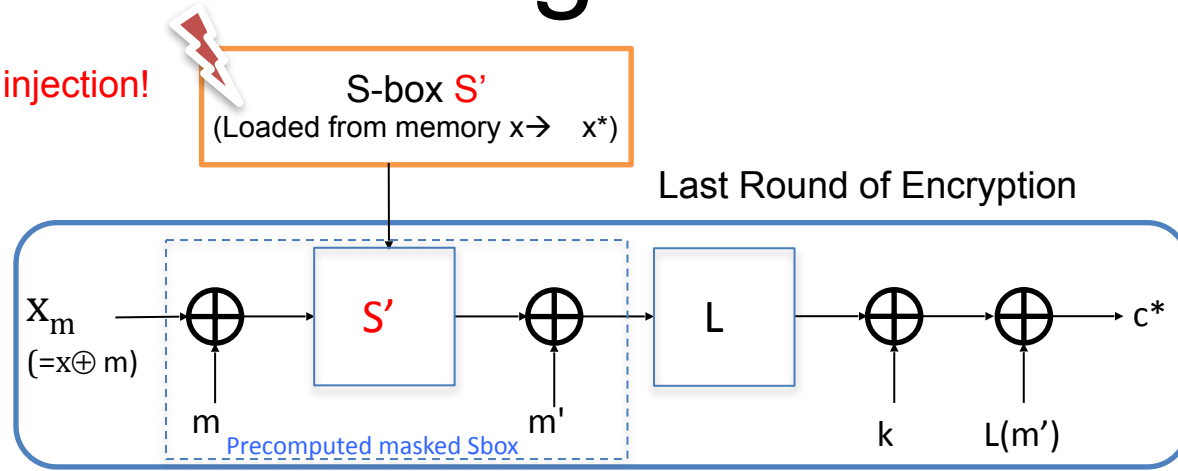 injection!
S-box S’
(Loaded from memory x→ x*)
Last Round of Encryption
xₘ
(=x⊕ m)
S’
L
c*
m
m'
k
L(m’)
Precomputed masked Sbox